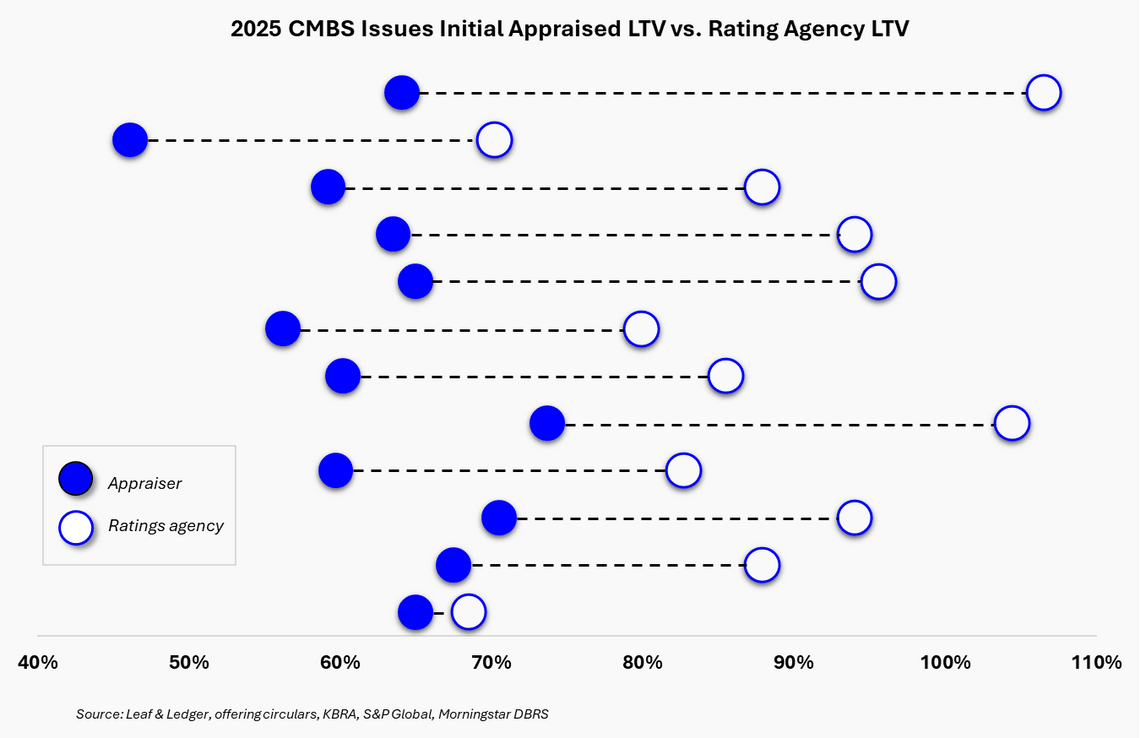 2025 CMBS Issues Initial Appraised LTV vs. Rating Agency LTV
Appraiser
Ratings agency
40% 50% 60% 70% 80% 90% 100% 110%
Source: Leaf & Ledger, offering circulars, KBRA, S&P Global, Morningstar DBRS